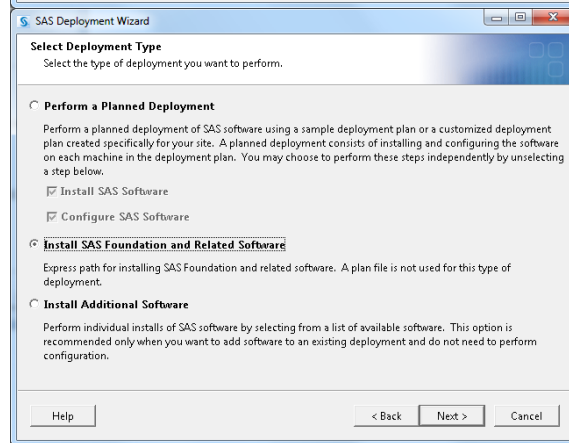 SAS Deployment Wizard
Select Deployment Type
Select the type of deployment you want to perform.
Perform a Planned Deployment
Perform a planned deployment of SAS software using a sample deployment plan or a customized deployment
plan created specifically for your site. A planned deployment consists of installing and configuring the software
on each machine in the deployment plan. You may choose to perform these steps independently by unselecting
a step below.
Install SAS Software
Configure SAS Software
Install SAS Foundation and Related Software
Express path for installing SAS Foundation and related software. A plan file is not used for this type of
deployment.
Install Additional Software
Perform individual installs of SAS software by selecting from a list of available software. This option is
recommended only when you want to add software to an existing deployment and do not need to perform
configuration.
Help < Back Next > Cancel